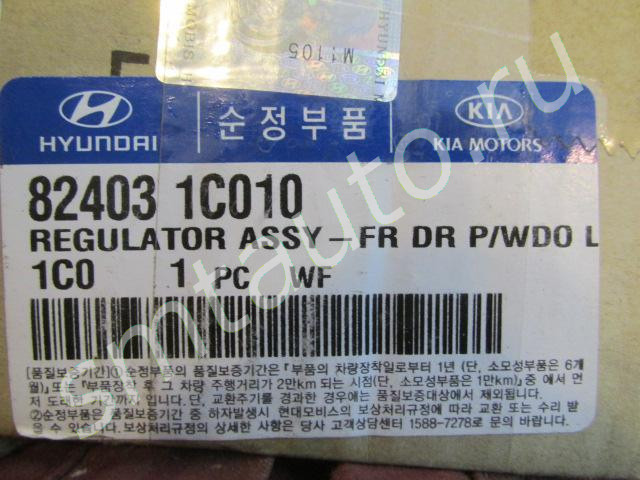 MOBIS H
M1105
HYUNDAI M
HYUNDAI
순정부품
KIA
KIA MOTORS
82403 1C010
REGULATOR ASSY-FR DR P/WDO L
1C0 1 PC WF
[품질보증기간]① 순정부품의 품질보증기간은『부품의 차량장착일로부터 1년 (단, 소모성부품은 6개
월)』또는『부품장착 후 그 차량 주행거리가 2만km 되는 시점(단, 소모성부품은 1만km)』중 에서 먼
저 도래한 기간까지 입니다. 단, 교환주기를 경과한 경우에는 품질보증대상에서 제외됩니다.
②순정부품은 품질보증기간 중 하자발생시 현대모비스의 보상처리규정에 따라 교환 또는 수리 받
을 수 있습니다. 보상처리규정의 상세한 사항은 당사 고객상담센터 1588-7278로 문의 바랍니다.
smtauto.ru